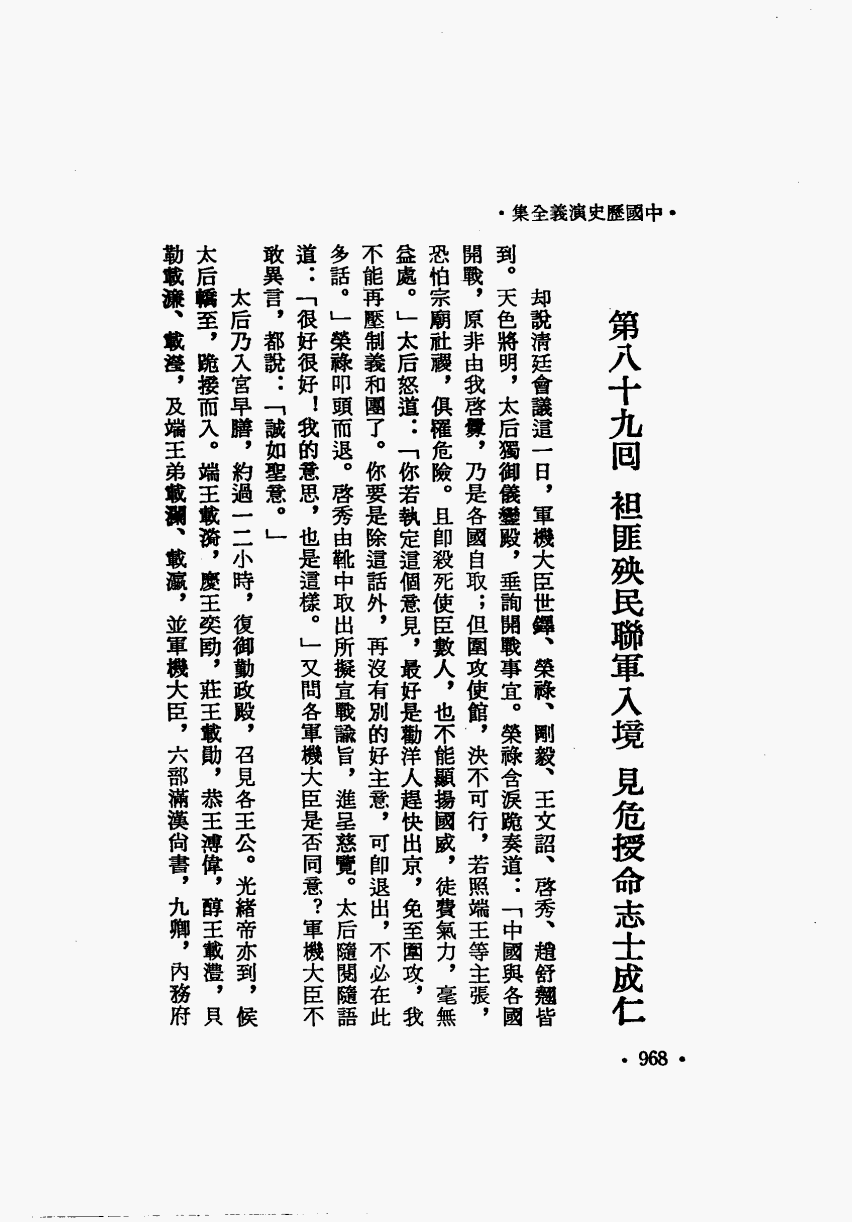 ·中國歷史演義全集·
第八十九回 袒匪殃民聯軍入境 見危授命志士成仁
却說清廷會議這一日，軍機大臣世鐸、榮祿、剛毅、王文詔、啓秀、趙舒翹皆
到。天色將明，太后獨御儀鑾殿，垂詢開戰事宜。榮祿含淚跪奏道：「中國與各國
開戰，原非由我啓釁，乃是各國自取；但圍攻使館，決不可行，若照端王等主張，
恐怕宗廟社稷，俱罹危險。且卽殺死使臣數人，也不能顯揚國威，徒費氣力，毫無
益處。」太后怒道：「你若執定這個意見，最好是勸洋人趕快出京，免至圍攻，我
不能再壓制義和團了。你要是除這話外，再沒有別的好主意，可卽退出，不必在此
多話。」榮祿叩頭而退。啓秀由靴中取出所擬宣戰諭旨，進呈慈覽。太后隨閱隨語
道：「很好很好！我的意思，也是這樣。」又問各軍機大臣是否同意？軍機大臣不
敢異言，都說：「誠如聖意。」
太后乃入宮早膳，約過一二小時，復御勤政殿，召見各王公。光緒帝亦到，候
太后轎至，跪接而入。端王載漪，慶王奕劻，莊王載勛，恭王溥偉，醇王載灃，貝
勒載濂、載瀅，及端王弟載瀾、載瀛，並軍機大臣，六部滿漢尙書，九卿，內務府
·968·